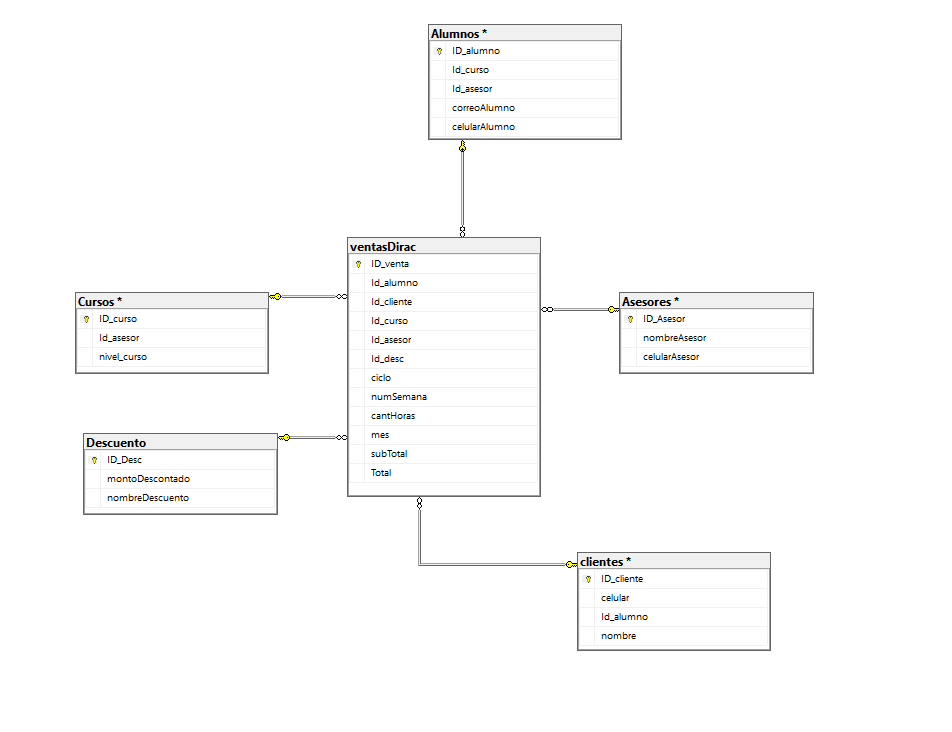 Alumnos *
ID_alumno
Id_curso
Id_asesor
correoAlumno
celularAlumno
ventasDirac
ID_venta
Id_alumno
Id_cliente
Id_curso
Id_asesor
Id_desc
ciclo
numSemana
cantHoras
mes
subTotal
Total
Cursos *
ID_curso
Id_asesor
nivel_curso
Asesores *
ID_Asesor
nombreAsesor
celularAsesor
Descuento
ID_Desc
montoDescontado
nombreDescuento
clientes *
ID_cliente
celular
Id_alumno
nombre